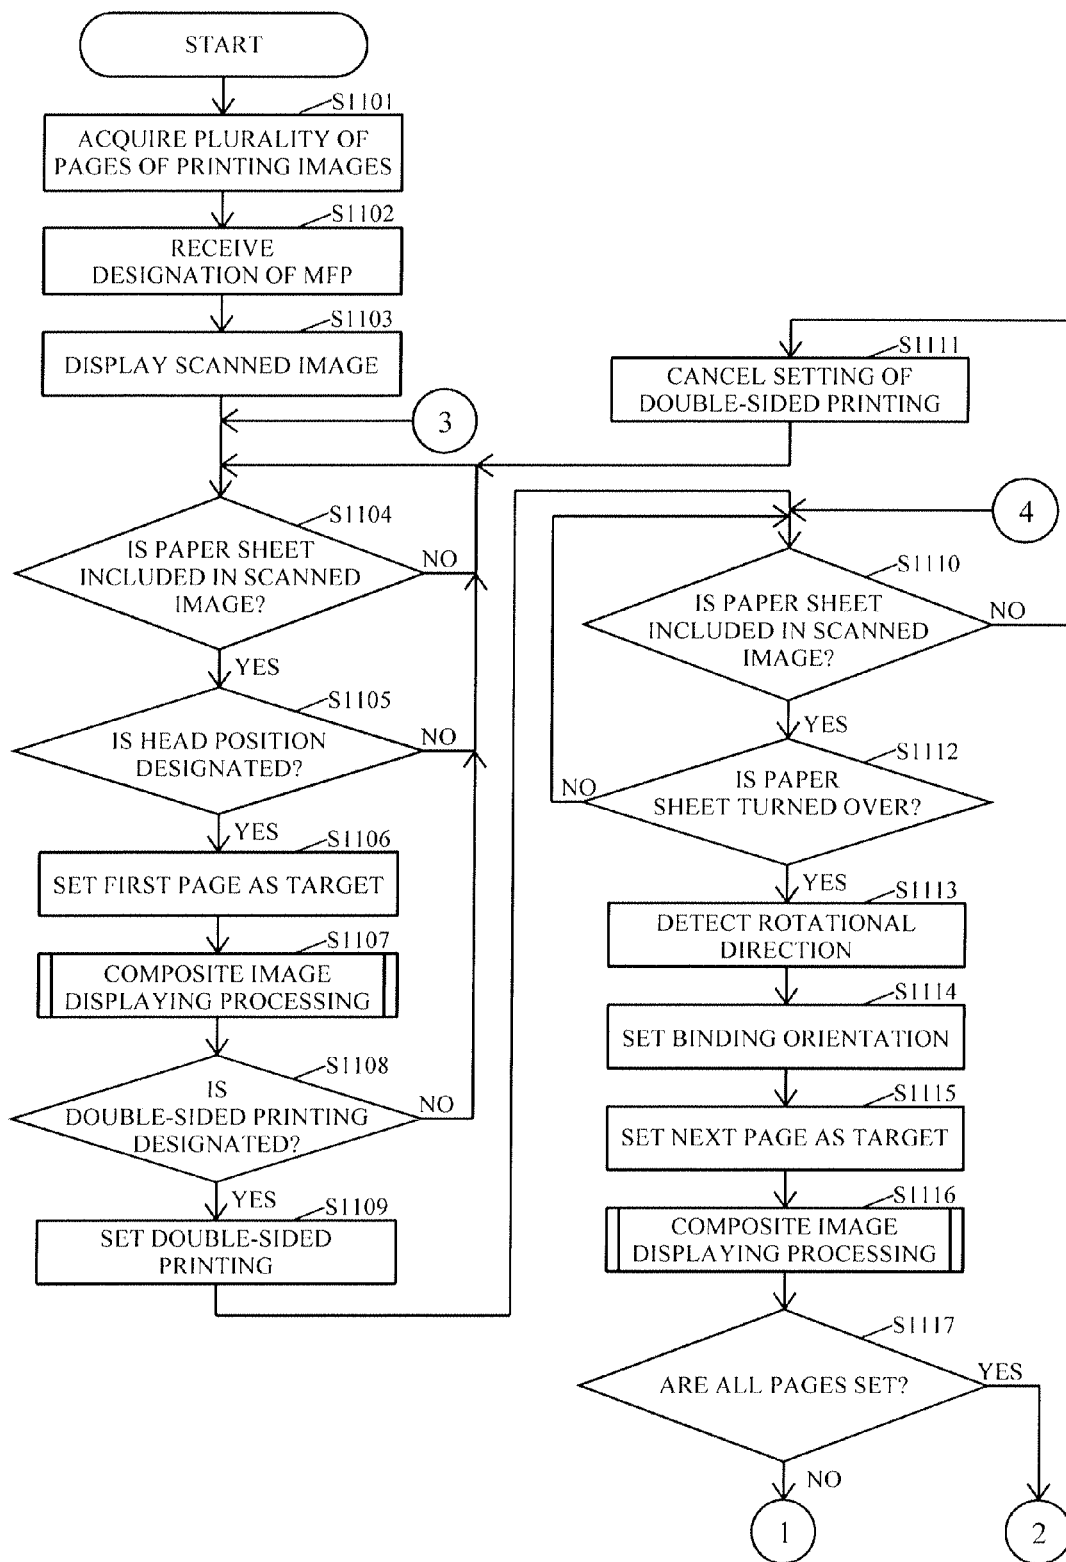 START
S1101
ACQUIRE PLURALITY OF
PAGES OF PRINTING IMAGES
S1102
RECEIVE
DESIGNATION OF MFP
S1103
DISPLAY SCANNED IMAGE
3
S1104
IS PAPER SHEET
INCLUDED IN SCANNED
IMAGE?
NO
YES
S1105
IS HEAD POSITION
DESIGNATED?
NO
YES
S1106
SET FIRST PAGE AS TARGET
S1107
COMPOSITE IMAGE
DISPLAYING PROCESSING
S1108
IS
DOUBLE-SIDED PRINTING
DESIGNATED?
NO
YES
S1109
SET DOUBLE-SIDED
PRINTING
S1111
CANCEL SETTING OF
DOUBLE-SIDED PRINTING
4
S1110
IS PAPER SHEET
INCLUDED IN SCANNED
IMAGE?
NO
YES
S1112
IS PAPER
SHEET TURNED OVER?
NO
YES
S1113
DETECT ROTATIONAL
DIRECTION
S1114
SET BINDING ORIENTATION
S1115
SET NEXT PAGE AS TARGET
S1116
COMPOSITE IMAGE
DISPLAYING PROCESSING
S1117
ARE ALL PAGES SET?
YES
NO
1
2